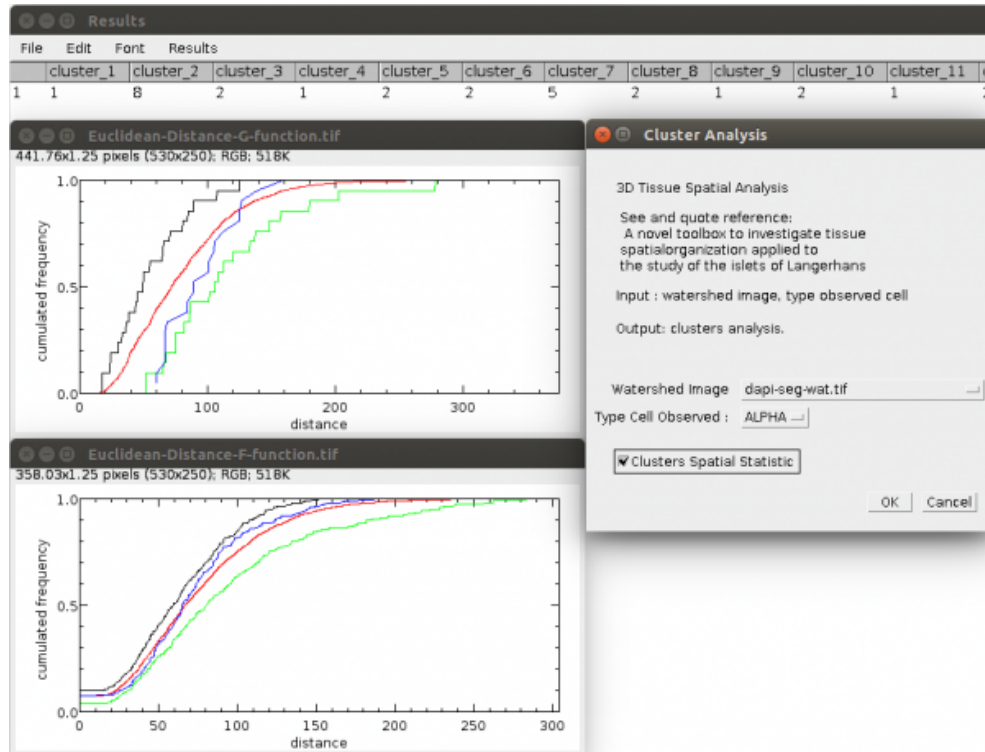 Results
File Edit Font Results
cluster_1 cluster_2 cluster_3 cluster_4 cluster_5 cluster_6 cluster_7 cluster_8 cluster_9 cluster_10 cluster_11
1 1 8 2 1 2 2 5 2 1 2 1
Euclidean-Distance-G-function.tif
441.76x1.25 pixels (530x250); RGB; 518K
1.0
0.5
0.0
cumulated frequency
0 100 200 300
distance
Euclidean-Distance-F-function.tif
358.03x1.25 pixels (530x250); RGB; 518K
1.0
0.5
0.0
cumulated frequency
0 50 100 150 200 250 300
distance
Cluster Analysis
3D Tissue Spatial Analysis
See and quote reference:
A novel toolbox to investigate tissue
spatialorganization applied to
the study of the islets of Langerhans
Input : watershed image, type observed cell
Output: clusters analysis.
Watershed Image dapi-seg-wat.tif
Type Cell Observed : ALPHA
Clusters Spatial Statistic
OK Cancel